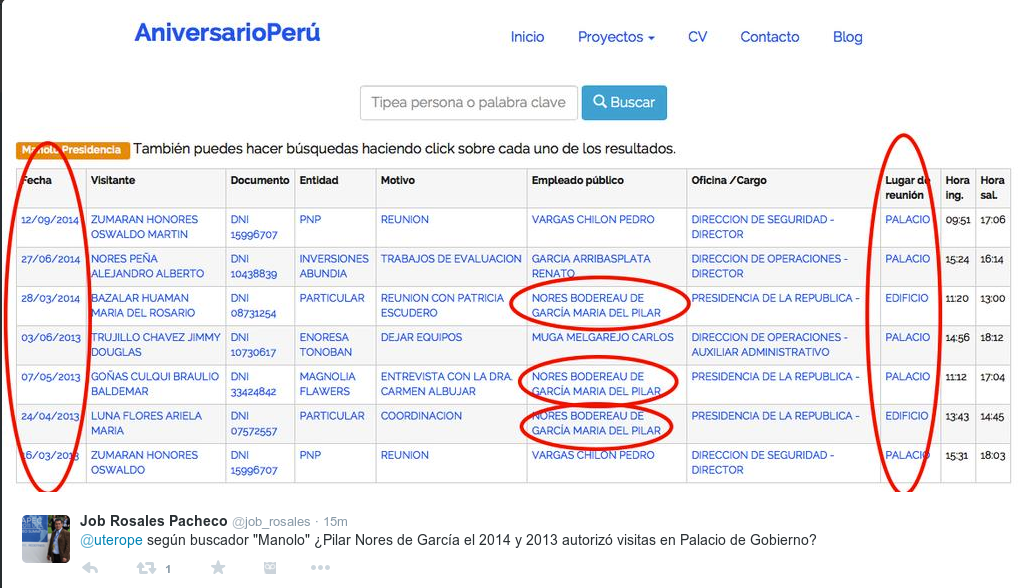 AniversarioPerú
Inicio Proyectos CV Contacto Blog
Tipea persona o palabra clave Buscar
Manolo Presidencia También puedes hacer búsquedas haciendo click sobre cada uno de los resultados.
Fecha Visitante Documento Entidad Motivo Empleado público Oficina /Cargo Lugar de Hora Hora
reunión ing. sal.
12/09/2014 ZUMARAN HONORES DNI PNP REUNION VARGAS CHILON PEDRO DIRECCION DE SEGURIDAD - PALACIO 09:51 17:06
OSWALDO MARTIN 15996707 DIRECTOR
27/06/2014 NORES PEÑA DNI INVERSIONES TRABAJOS DE EVALUACION GARCIA ARRIBASPLATA DIRECCION DE OPERACIONES - PALACIO 15:24 16:14
ALEJANDRO ALBERTO 10438839 ABUNDIA RENATO DIRECTOR
28/03/2014 BAZALAR HUAMAN DNI PARTICULAR REUNION CON PATRICIA NORES BODEREAU DE PRESIDENCIA DE LA REPUBLICA - EDIFICIO 11:20 13:00
MARIA DEL ROSARIO 08731254 ESCUDERO GARCÍA MARIA DEL PILAR
03/06/2013 TRUJILLO CHAVEZ JIMMY DNI ENORESA DEJAR EQUIPOS MUGA MELGAREJO CARLOS DIRECCION DE OPERACIONES - PALACIO 14:56 18:12
DOUGLAS 10730617 TONOBAN AUXILIAR ADMINISTRATIVO
07/05/2013 GOÑAS CULQUI BRAULIO DNI MAGNOLIA ENTREVISTA CON LA DRA. NORES BODEREAU DE PRESIDENCIA DE LA REPUBLICA - PALACIO 11:12 17:04
BALDEMAR 33424842 FLAWERS CARMEN ALBUJAR GARCÍA MARIA DEL PILAR
24/04/2013 LUNA FLORES ARIELA DNI PARTICULAR COORDINACION NORES BODEREAU DE PRESIDENCIA DE LA REPUBLICA - EDIFICIO 13:43 14:45
MARIA 07572557 GARCÍA MARIA DEL PILAR
26/03/2013 ZUMARAN HONORES DNI PNP REUNION VARGAS CHILON PEDRO DIRECCION DE SEGURIDAD - PALACIO 15:31 18:03
OSWALDO 15996707 DIRECTOR
Job Rosales Pacheco @job_rosales · 15m
@uterope según buscador "Manolo" ¿Pilar Nores de García el 2014 y 2013 autorizó visitas en Palacio de Gobierno?
1